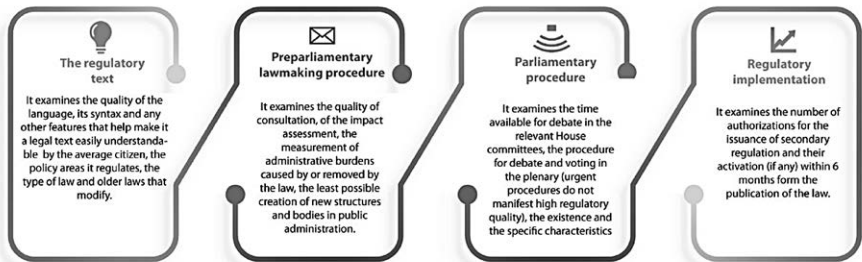 The regulatory
text
It examines the quality of the
language, its syntax and any
other features that help make it
a legal text easily understanda-
ble by the average citizen, the
policy areas it regulates, the
type of law and older laws that
modify.
Preparliamentary
lawmaking procedure
It examines the quality of
consultation, of the impact
assessment, the
measurement of
administrative burdens
caused by or removed by
the law, the least possible
creation of new structures
and bodies in public
administration.
Parliamentary
procedure
It examines the time
available for debate in the
relevant House
committees, the procedure
for debate and voting in
the plenary (urgent
procedures do not
manifest high regulatory
quality), the existence and
the specific characteristics
Regulatory
implementation
It examines the number of
authorizations for the
issuance of secondary
regulation and their
activation (if any) within 6
months form the
publication of the law.